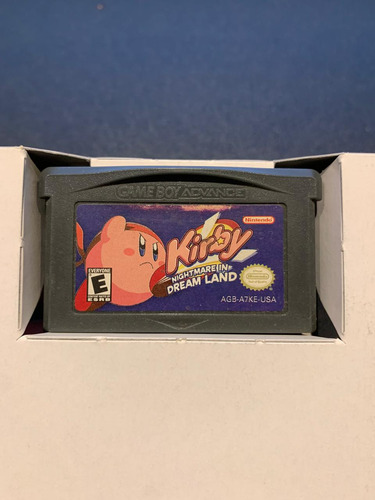 GAME BOY ADVANCE
Nintendo
Kirby
NIGHTMARE IN
DREAM LAND
EVERYONE
E
ESRB
AGB-A7KE-USA